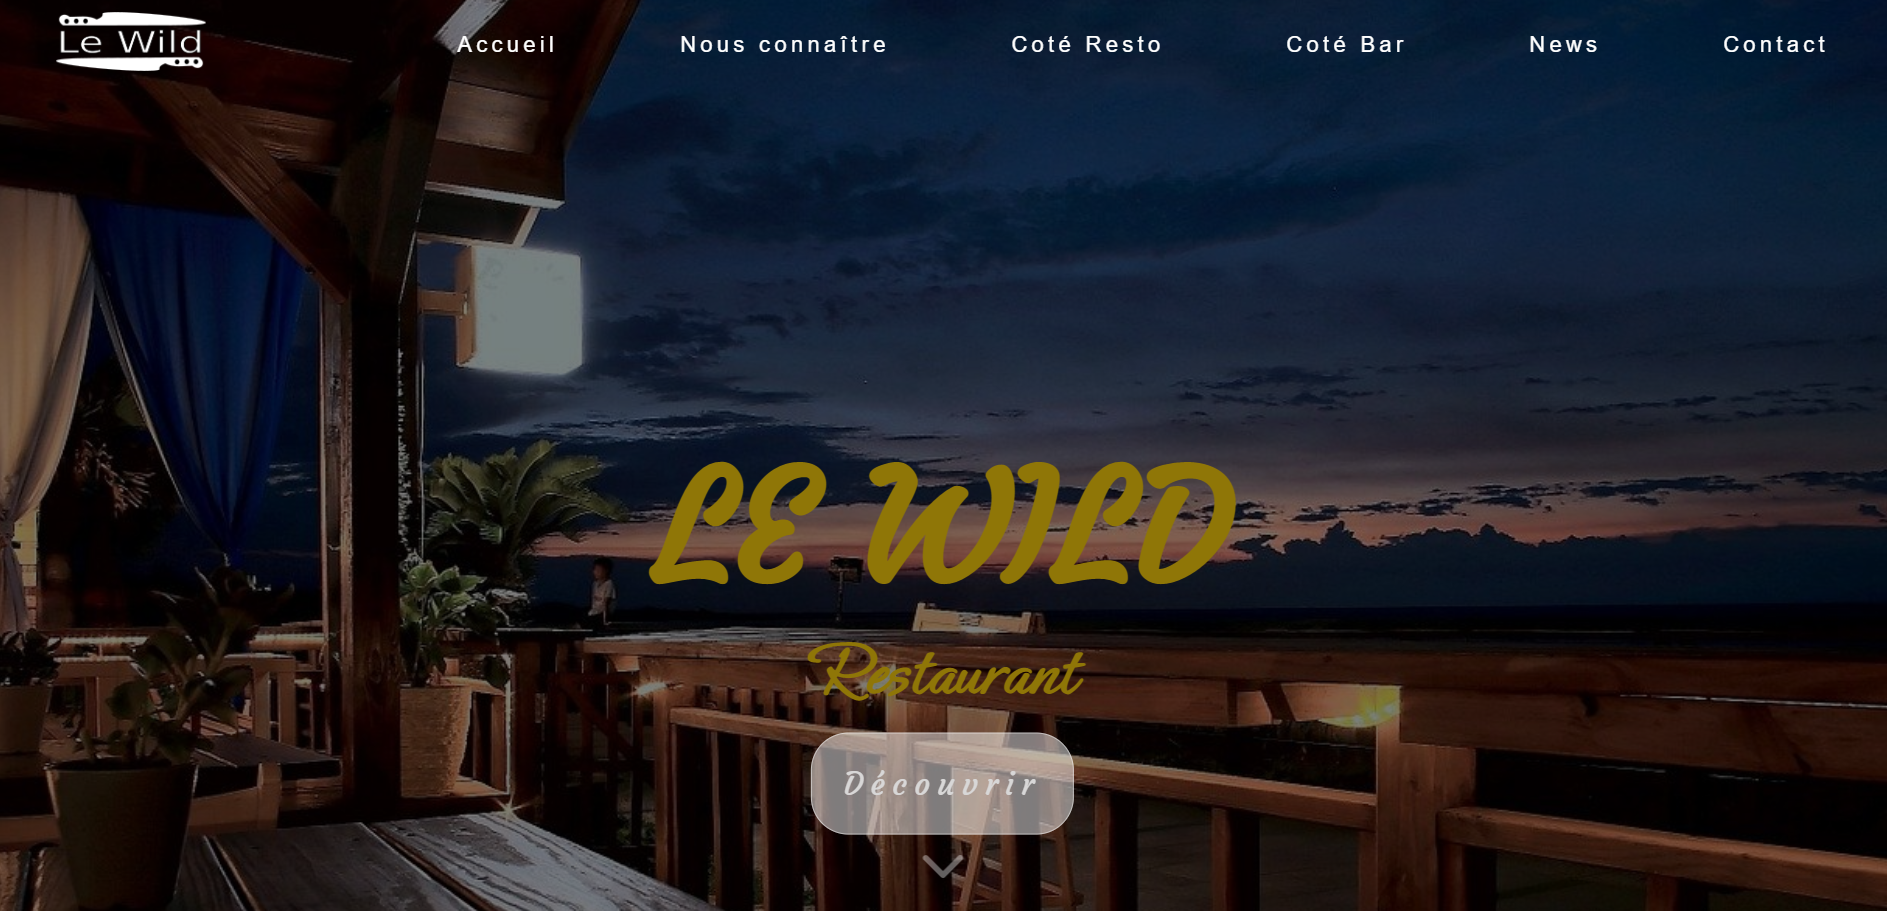 Le Wild
Accueil
Nous connaître
Coté Resto
Coté Bar
News
Contact
LE WILD
Restaurant
Découvrir